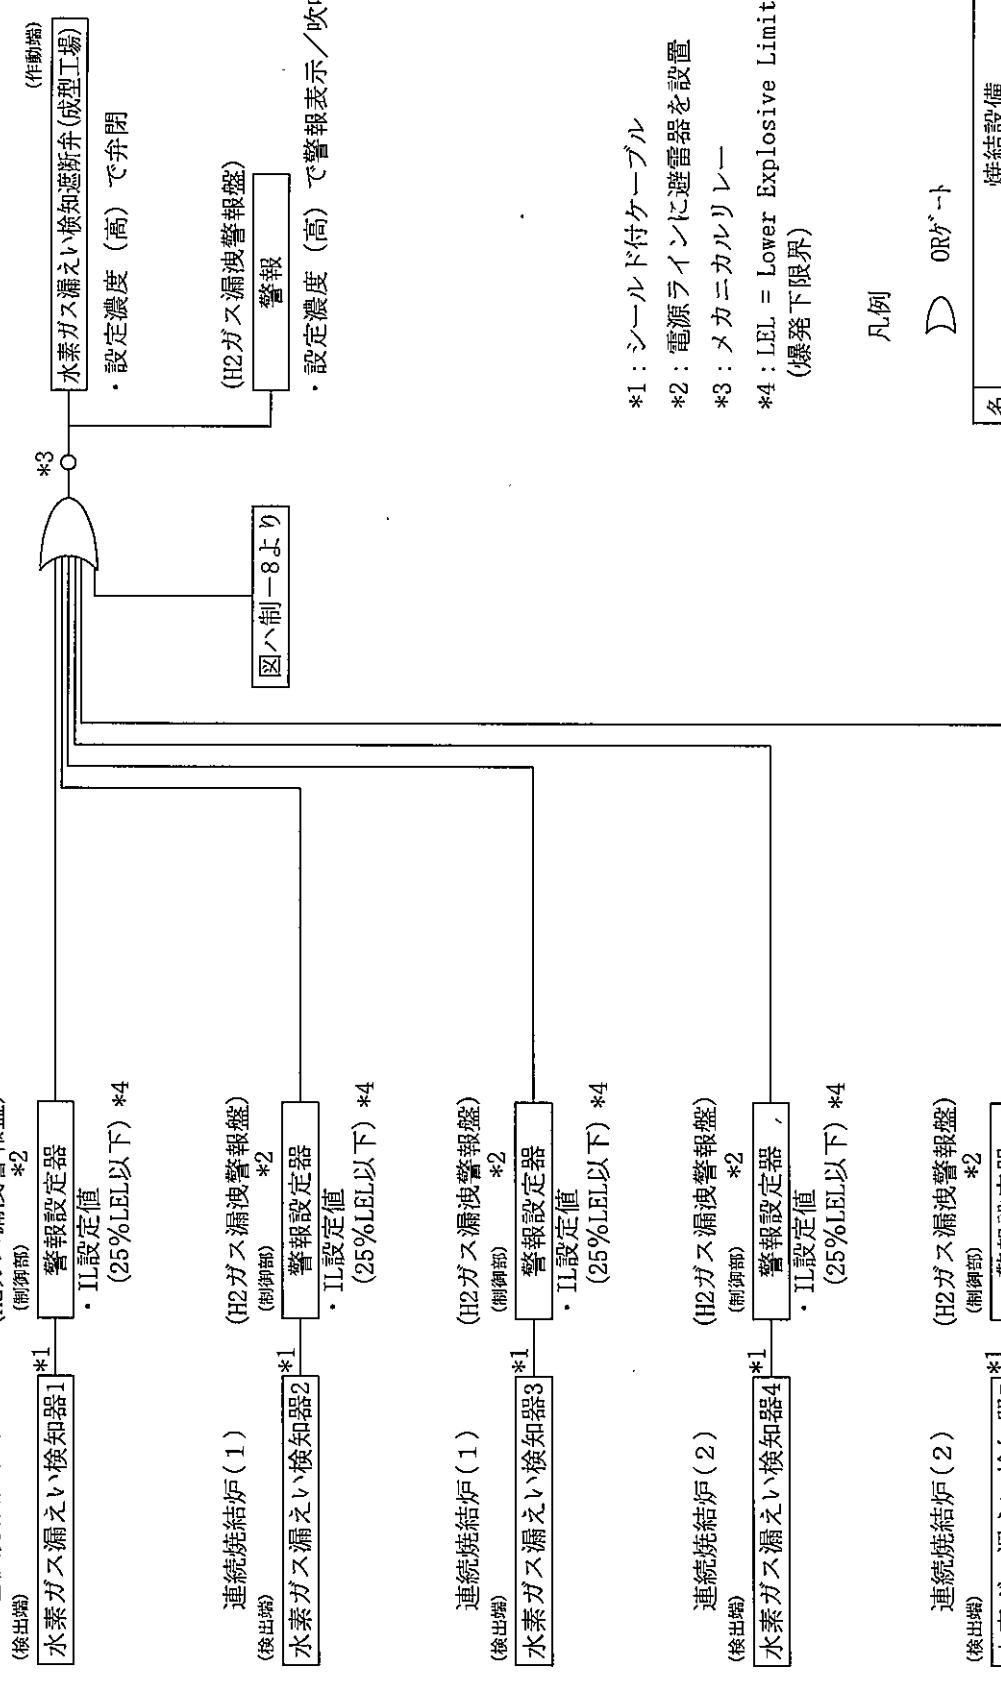 (検出端)
水素ガス漏えい検知器1
*1
(制御部)
*2
警報設定器
・IL設定値
(25%LEL以下) *4
連続焼結炉(1)
(検出端)
水素ガス漏えい検知器2
*1
(H2ガス漏洩警報盤)
(制御部) *2
警報設定器
・IL設定値
(25%LEL以下) *4
連続焼結炉(1)
水素ガス漏えい検知器3
*1
(H2ガス漏洩警報盤)
(制御部) *2
警報設定器
・IL設定値
(25%LEL以下) *4
連続焼結炉(2)
(検出端)
水素ガス漏えい検知器4
*1
(H2ガス漏洩警報盤)
(制御部) *2
警報設定器
・IL設定値
(25%LEL以下) *4
連続焼結炉(2)
(検出端)
*1
(H2ガス漏洩警報盤)
(制御部) *2
図ハ制－8より
*3
(作動端)
水素ガス漏えい検知遮断弁(成型工場)
・設定濃度（高）で弁閉
(H2ガス漏洩警報盤)
警報
・設定濃度（高）で警報表示／吹
*1：シールド付ケーブル
*2：電源ラインに避雷器を設置
*3：メカニカルリレー
*4：LEL = Lower Explosive Limit
(爆発下限界)
凡例
ORゲート
名
焼結設備